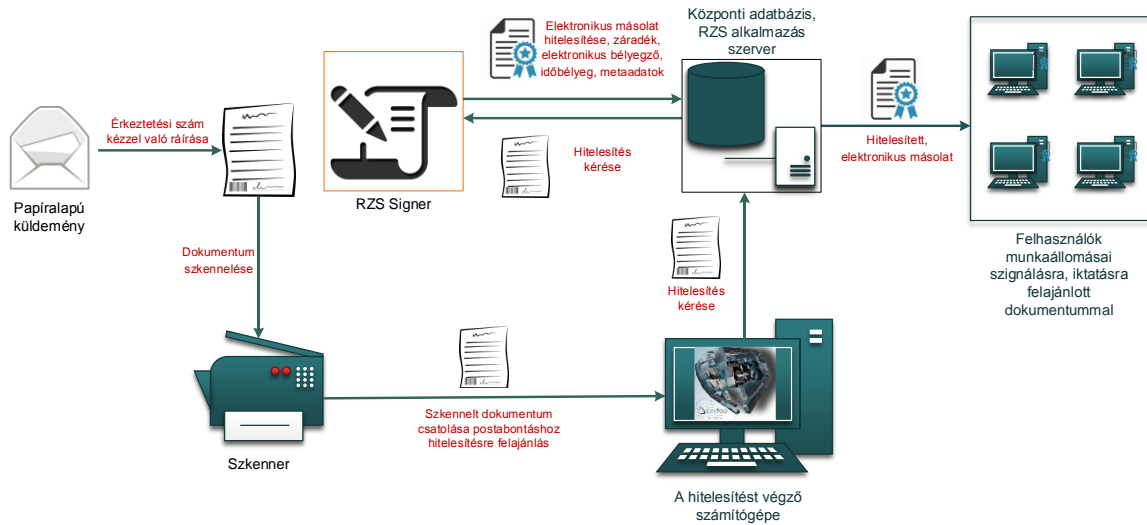 Elektronikus másolat
hitelesítése, záradék,
elektronikus bélyegző,
időbélyeg, metaadatok
Központi adatbázis,
RZS alkalmazás
szerver
Érkeztetési szám
kézzel való ráírása
Papíralapú
küldemény
RZS Signer
Hitelesítés
kérése
Hitelesített,
elektronikus másolat
Felhasználók
munkaállomásai
szignálásra, iktatásra
felajánlott
dokumentummal
Dokumentum
szkennelése
Hitelesítés
kérése
Szkennelt dokumentum
csatolása postabontáshoz
hitelesítésre felajánlás
Szkenner
certop
A hitelesítést végző
számítógépe